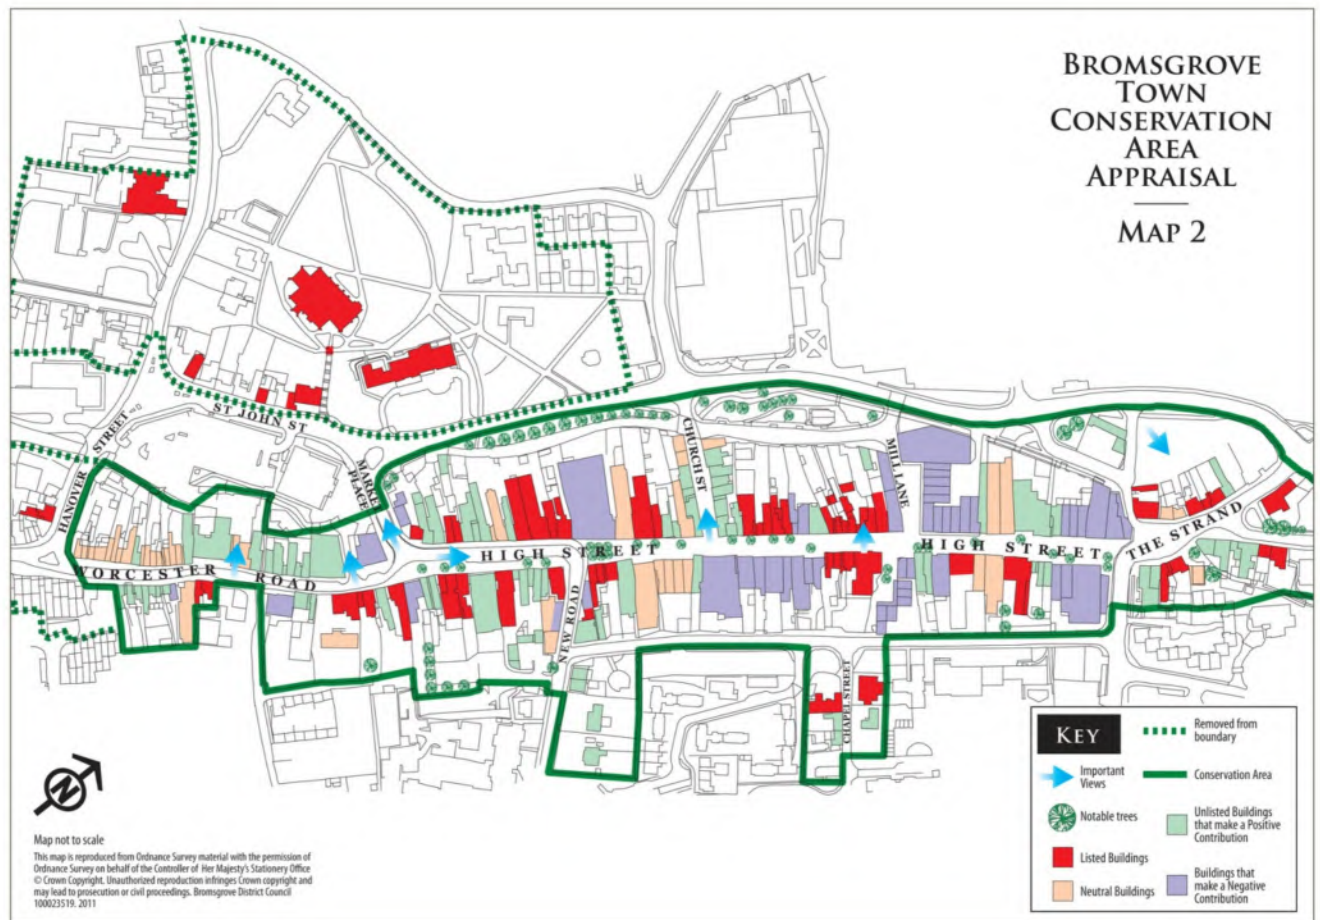 BROMSGROVE
TOWN
CONSERVATION
AREA
APPRAISAL
MAP 2
HANOVER STREET
ST JOHN ST
MARKET
PLACE
CHURCH ST
MILL LANE
HIGH STREET
HIGH STREET
THE STRAND
WORCESTER ROAD
NEW ROAD
CHAPEL STREET
N
Map not to scale
This map is reproduced from Ordnance Survey material with the permission of
Ordnance Survey on behalf of the Controller of Her Majesty's Stationery Office
© Crown Copyright. Unauthorized reproduction infringes Crown copyright and
may lead to prosecution or civil proceedings. Bromsgrove District Council
100023519. 2011
KEY
Removed from
boundary
Important
Views
Conservation Area
Notable trees
Unlisted Buildings
that make a Positive
Contribution
Listed Buildings
Neutral Buildings
Buildings that
make a Negative
Contribution